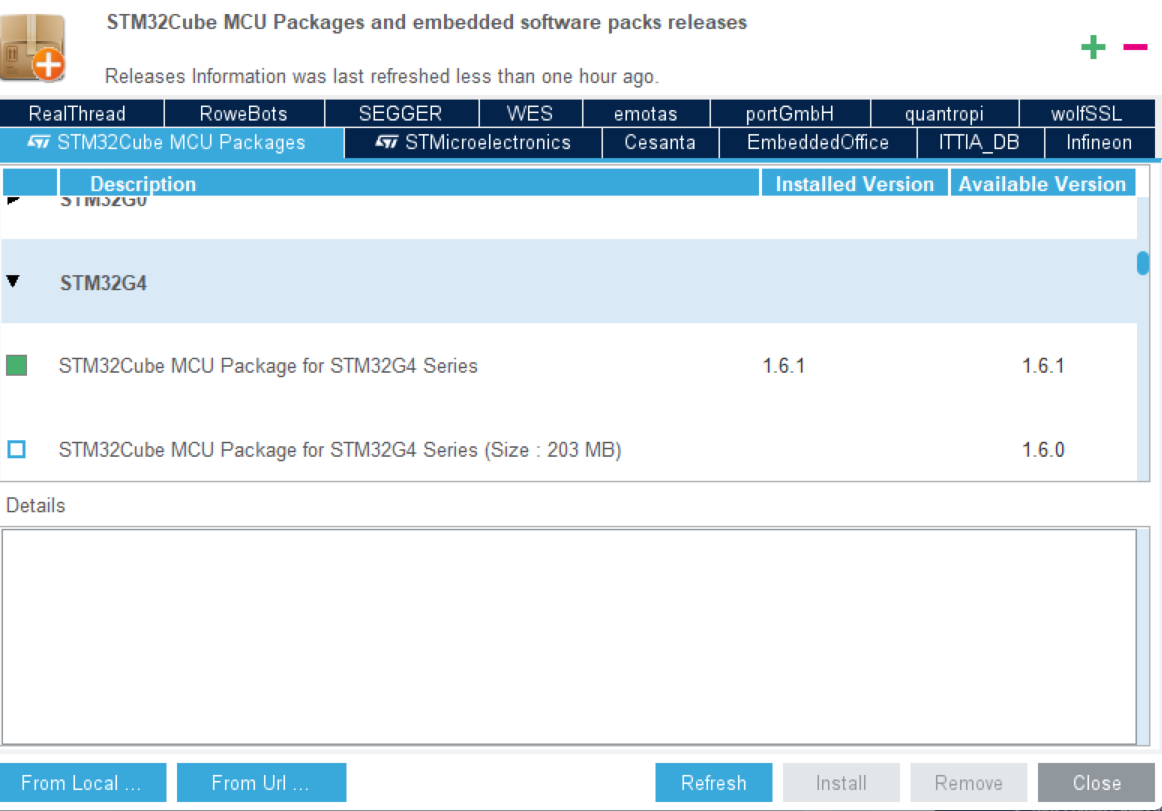 STM32Cube MCU Packages and embedded software packs releases
Releases Information was last refreshed less than one hour ago.
RealThread RoweBots SEGGER WES emotas portGmbH quantropi wolfSSL
STM32Cube MCU Packages STMicroelectronics Cesanta EmbeddedOffice ITTIA_DB Infineon
Description Installed Version Available Version
STM32G0
STM32G4
STM32Cube MCU Package for STM32G4 Series 1.6.1 1.6.1
STM32Cube MCU Package for STM32G4 Series (Size : 203 MB) 1.6.0
Details
From Local ... From Url ... Refresh Install Remove Close